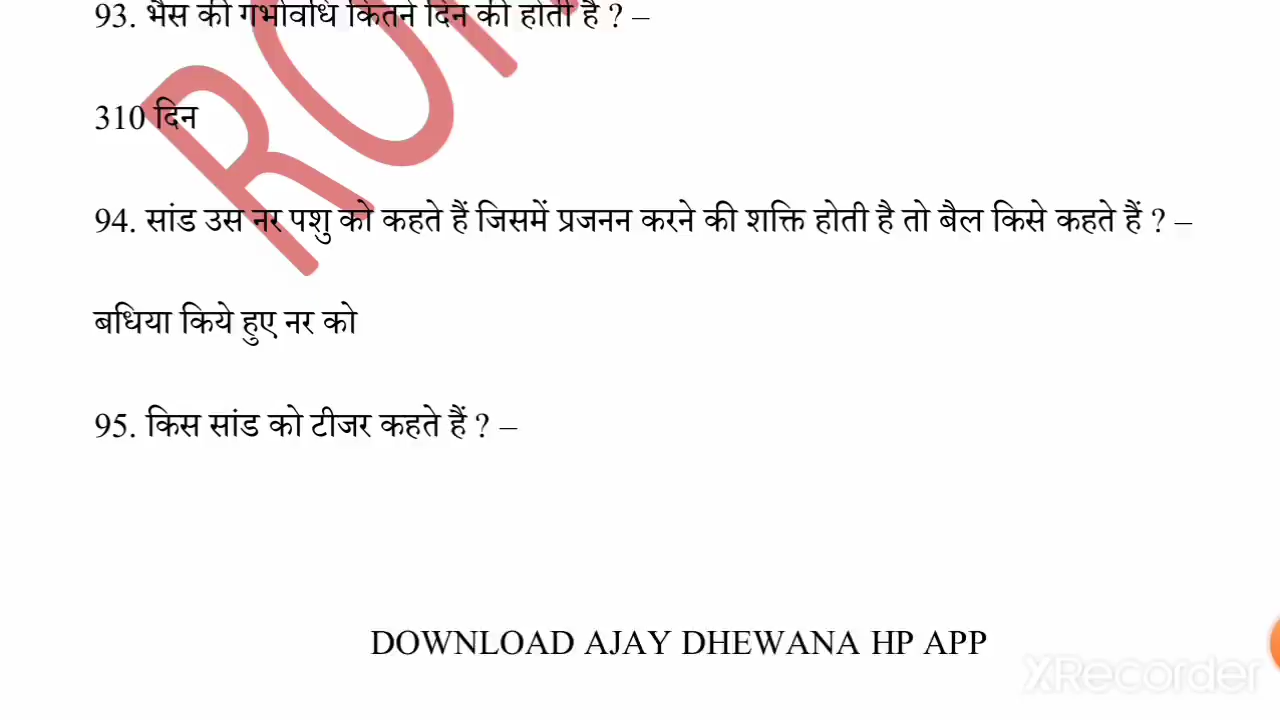 93. भैंस की गर्भावधि कितने दिन की होती है ? –
310 दिन
94. सांड उस नर पशु को कहते हैं जिसमें प्रजनन करने की शक्ति होती है तो बैल किसे कहते हैं ? –
बधिया किये हुए नर को
95. किस सांड को टीजर कहते हैं ? –
DOWNLOAD AJAY DHEWANA HP APP
XRecorder